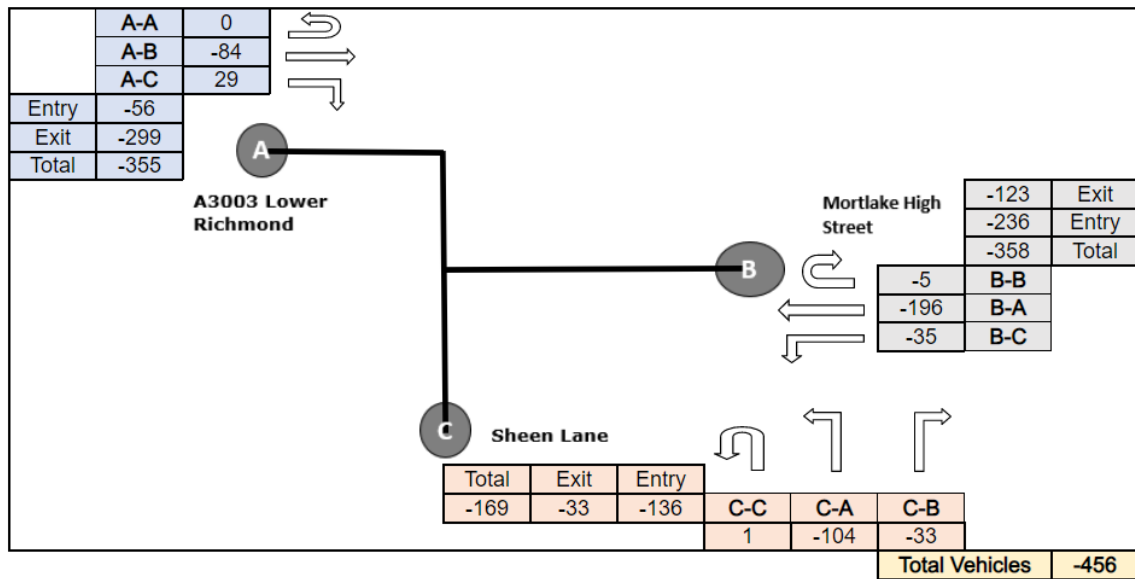 A-A 0
A-B -84
A-C 29
Entry -56
Exit -299
Total -355
A
A3003 Lower
Richmond
Mortlake High
Street
-123 Exit
-236 Entry
-358 Total
B
-5 B-B
-196 B-A
-35 B-C
C
Sheen Lane
Total Exit Entry
-169 -33 -136
C-C C-A C-B
1 -104 -33
Total Vehicles -456